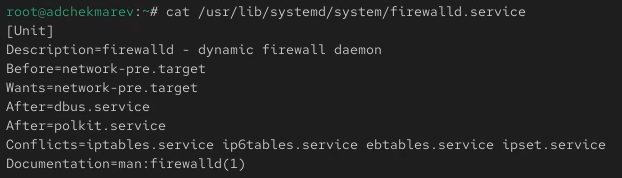 root@adchekmarev:~# cat /usr/lib/systemd/system/firewalld.service
[Unit]
Description=firewalld - dynamic firewall daemon
Before=network-pre.target
Wants=network-pre.target
After=dbus.service
After=polkit.service
Conflicts=iptables.service ip6tables.service ebtables.service ipset.service
Documentation=man:firewalld(1)